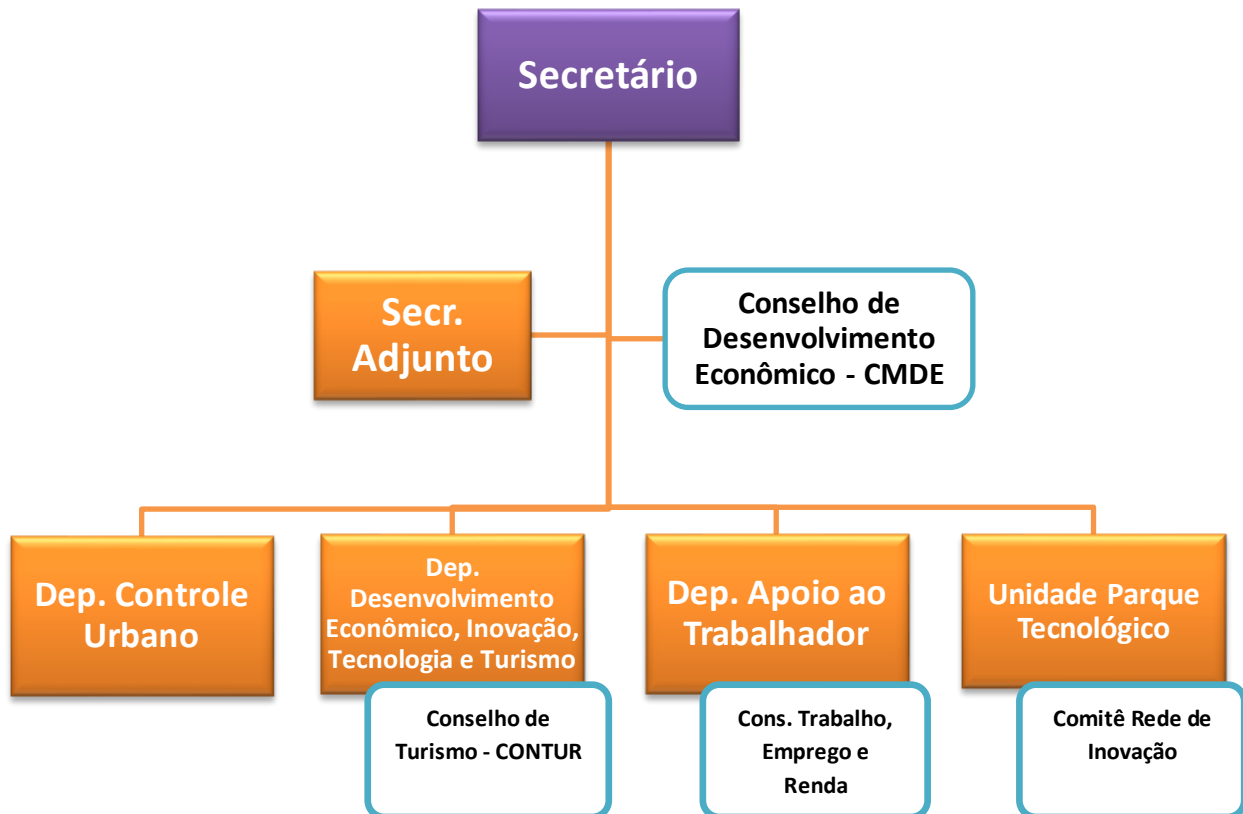 Secretário
Secr.
Adjunto
Conselho de
Desenvolvimento
Econômico - CMDE
Dep. Controle
Urbano
Dep.
Desenvolvimento
Econômico, Inovação,
Tecnologia e Turismo
Dep. Apoio ao
Trabalhador
Unidade Parque
Tecnológico
Conselho de
Turismo - CONTUR
Cons. Trabalho,
Emprego e
Renda
Comitê Rede de
Inovação